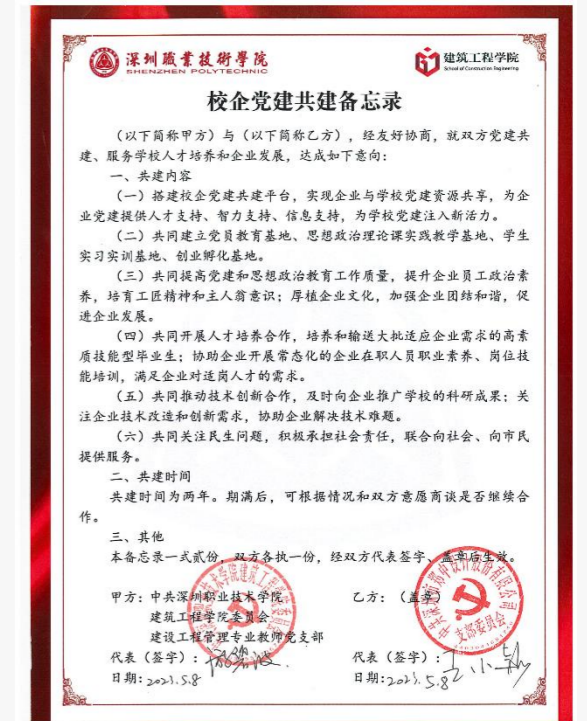 深圳職業技術學院
SHENZHEN POLYTECHNIC
建筑工程学院
School of Construction Engineering
校企党建共建备忘录
（以下简称甲方）与（以下简称乙方），经友好协商，就双方党建共
建、服务学校人才培养和企业发展，达成如下意向：
一、共建内容
（一）搭建校企党建共建平台，实现企业与学校党建资源共享，为企
业党建提供人才支持、智力支持、信息支持，为学校党建注入新活力。
（二）共同建立党员教育基地、思想政治理论课实践教学基地、学生
实习实训基地、创业孵化基地。
（三）共同提高党建和思想政治教育工作质量，提升企业员工政治素
养，培育工匠精神和主人翁意识；厚植企业文化，加强企业团结和谐，促
进企业发展。
（四）共同开展人才培养合作，培养和输送大批适应企业需求的高素
质技能型毕业生；协助企业开展常态化的企业在职人员职业素养、岗位技
能培训，满足企业对适岗人才的需求。
（五）共同推动技术创新合作，及时向企业推广学校的科研成果；关
注企业技术改造和创新需求，协助企业解决技术难题。
（六）共同关注民生问题，积极承担社会责任，联合向社会、向市民
提供服务。
二、共建时间
共建时间为两年。期满后，可根据情况和双方意愿商谈是否继续合
作。
三、其他
本备忘录一式贰份，双方各执一份，经双方代表签字、盖章后生效。
甲方：中共深圳职业技术学院
建筑工程学院委员会
建设工程管理专业教师党支部
代表（签字）：
日期：2023.5.8
乙方：（盖章）
支部委员会
代表（签字）：
日期：2023.5.8